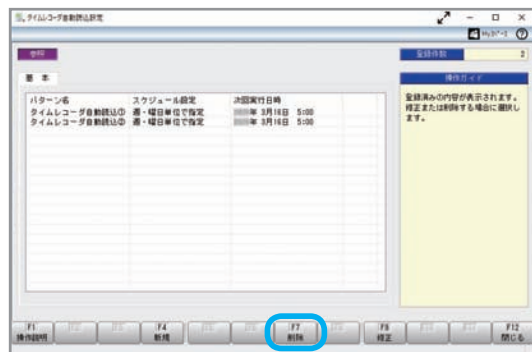 タイムレコーダ自動読込設定
参照
登録件数 2
基 本
操作ガイド
パターン名 スケジュール設定 次回実行日時
タイムレコーダ自動読込① 週・曜日単位で指定 年 3月16日 5:00
タイムレコーダ自動読込② 週・曜日単位で指定 年 3月16日 5:00
登録済みの内容が表示されます。
修正または削除する場合に選択し
ます。
F1 F4 F7 F9 F12
操作説明 新規 削除 修正 閉じる